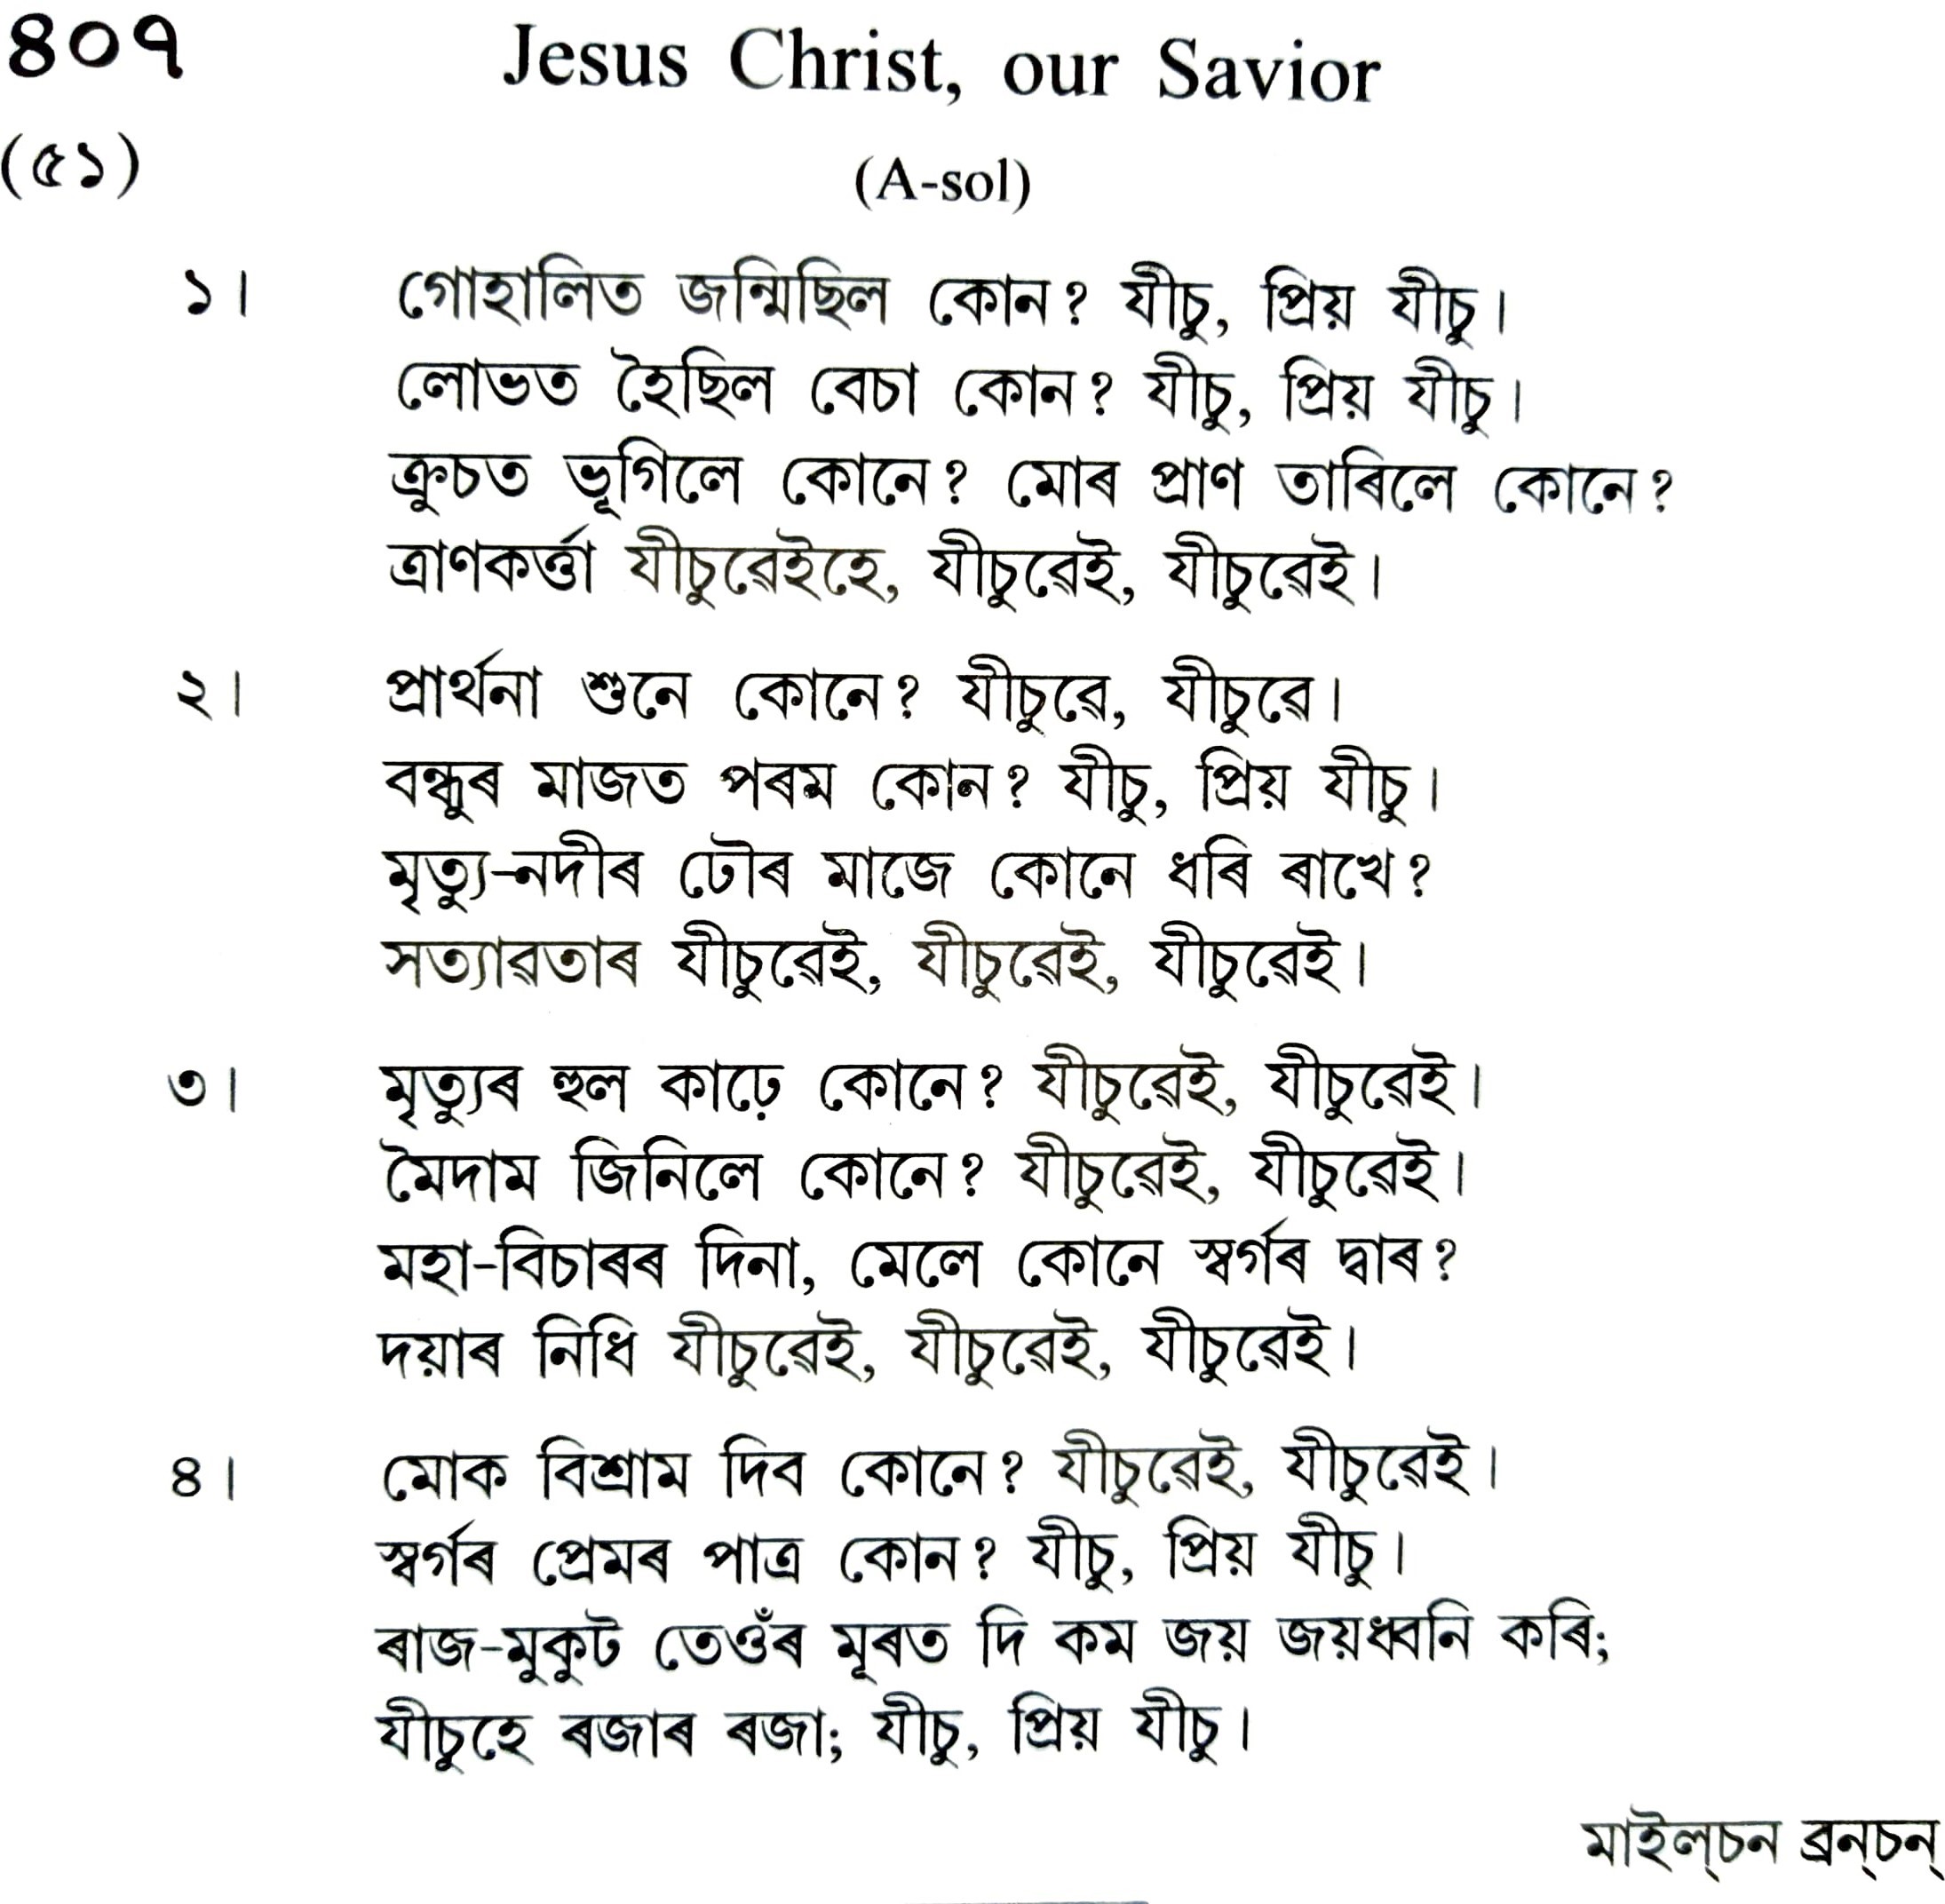 ৪০৭
Jesus Christ, our Savior
(৫১)
(A-sol)
১। গোহালিত জন্মিছিল কোন? যীচু, প্ৰিয় যীচু।
লোভত হৈছিল বেচা কোন? যীচু, প্ৰিয় যীচু।
ক্ৰুচত ভূগিলে কোনে? মোৰ প্ৰাণ তাৰিলে কোনে?
ত্ৰাণকৰ্ত্তা যীচুৱেইহে, যীচুৱেই, যীচুৱেই।
২। প্ৰাৰ্থনা শুনে কোনে? যীচুৱে, যীচুৱে।
বন্ধুৰ মাজত পৰম কোন? যীচু, প্ৰিয় যীচু।
মৃত্যু-নদীৰ ঢৌৰ মাজে কোনে ধৰি ৰাখে?
সত্যাৱতাৰ যীচুৱেই, যীচুৱেই, যীচুৱেই।
৩। মৃত্যুৰ হুল কাঢ়ে কোনে? যীচুৱেই, যীচুৱেই।
মৈদাম জিনিলে কোনে? যীচুৱেই, যীচুৱেই।
মহা-বিচাৰৰ দিনা, মেলে কোনে স্বৰ্গৰ দ্বাৰ?
দয়াৰ নিধি যীচুৱেই, যীচুৱেই, যীচুৱেই।
৪। মোক বিশ্ৰাম দিব কোনে? যীচুৱেই, যীচুৱেই।
স্বৰ্গৰ প্ৰেমৰ পাত্ৰ কোন? যীচু, প্ৰিয় যীচু।
ৰাজ-মুকুট তেওঁৰ মূৰত দি কম জয় জয়ধ্বনি কৰি;
যীচুহে ৰজাৰ ৰজা; যীচু, প্ৰিয় যীচু।
মাইল্‌চন ব্ৰন্‌চন্